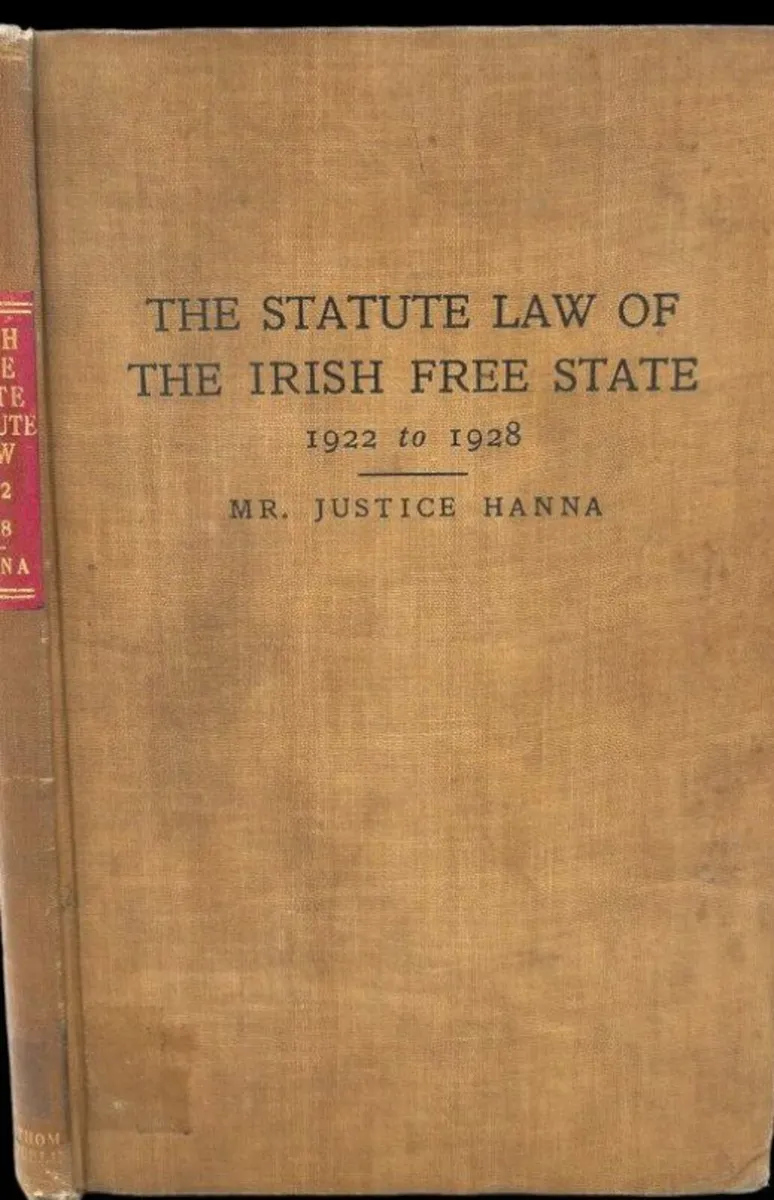 THE STATUTE LAW OF
THE IRISH FREE STATE
1922 to 1928
MR. JUSTICE HANNA